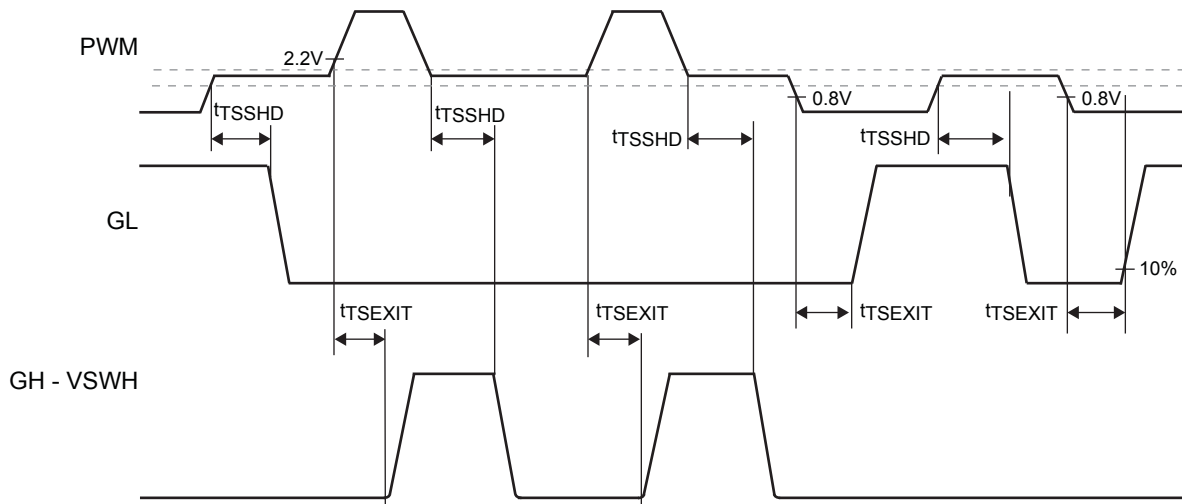 PWM
2.2V
tTSSHD
tTSSHD
tTSSHD
0.8V
tTSSHD
0.8V
GL
10%
tTSEXIT
tTSEXIT
tTSEXIT
tTSEXIT
GH - VSWH